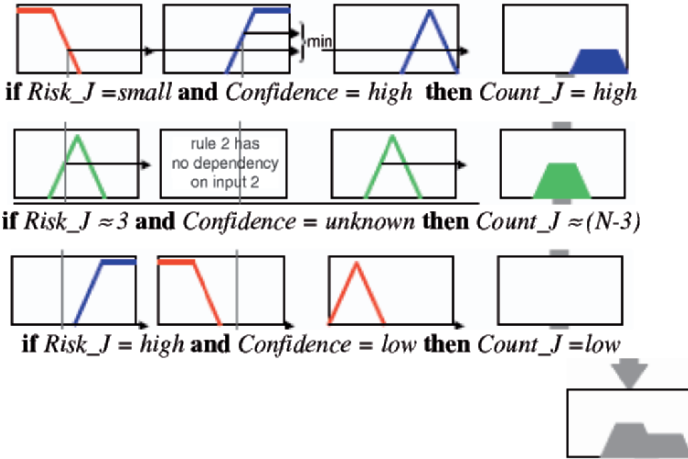 min
if Risk_J =small and Confidence = high then Count_J = high
rule 2 has
no dependency
on input 2
if Risk_J ≈3 and Confidence = unknown then Count_J ≈(N-3)
if Risk_J = high and Confidence = low then Count_J =low